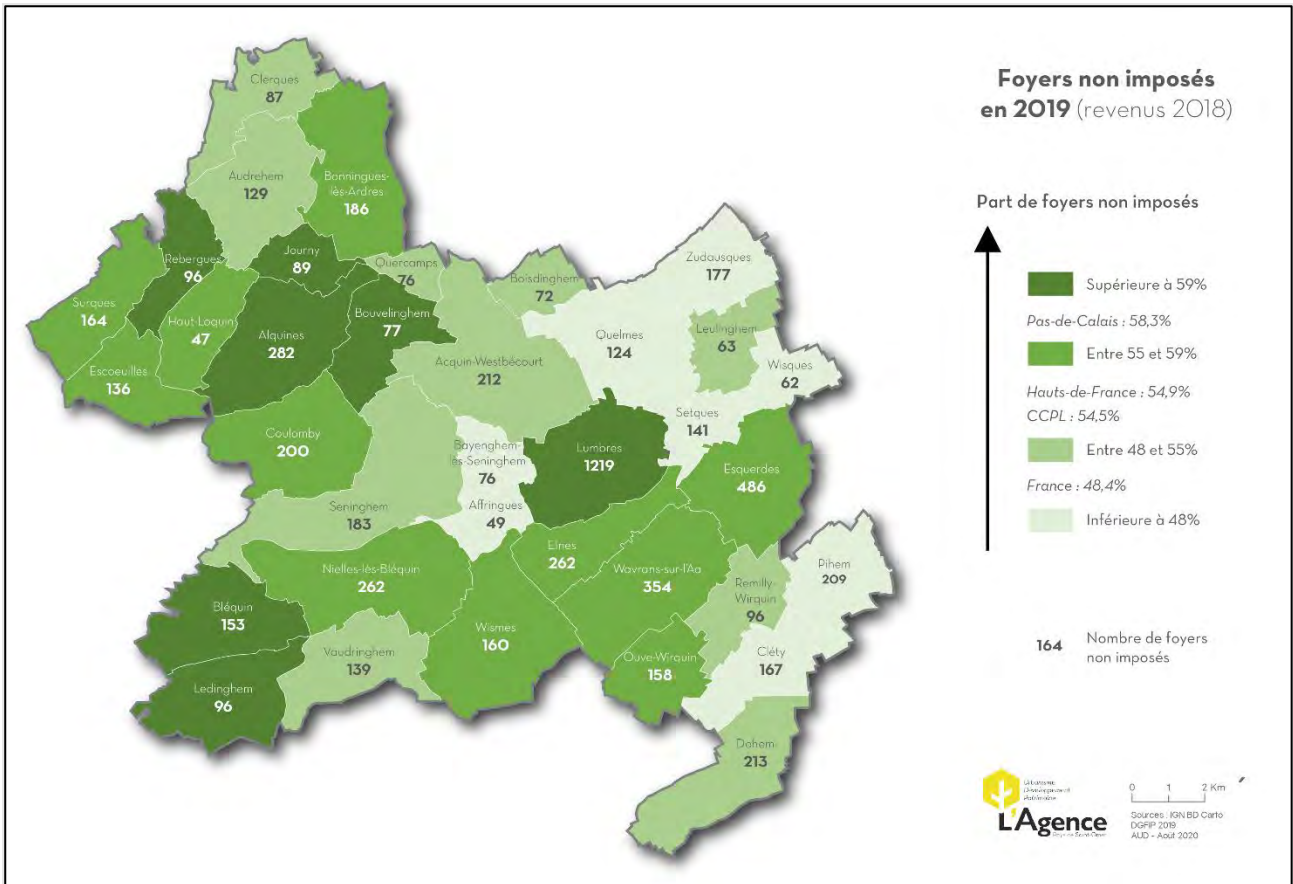 Foyers non imposés
en 2019 (revenus 2018)
Part de foyers non imposés
Supérieure à 59%
Pas-de-Calais : 58,3%
Entre 55 et 59%
Hauts-de-France : 54,9%
CCPL : 54,5%
Entre 48 et 55%
France : 48,4%
Inférieure à 48%
164 Nombre de foyers
non imposés
Clerques
87
Audrehem
129
Bonningues-
lès-Ardres
186
Rebergues
96
Journy
89
Quercamps
76
Boisdinghem
72
Zudausques
177
Surques
164
Haut-Loquin
47
Alquines
282
Bouvelinghem
77
Quelmes
124
Leulinghem
63
Wisques
62
Escoeuilles
136
Acquin-Westbécourt
212
Setques
141
Coulomby
200
Bayenghem-
lès-Seninghem
76
Lumbres
1219
Esquerdes
486
Seninghem
183
Affringues
49
Elnes
262
Nielles-lès-Bléquin
262
Wavrans-sur-l'Aa
354
Pihem
209
Remilly-
Wirquin
96
Bléquin
153
Wismes
160
Vaudringhem
139
Ouve-Wirquin
158
Cléty
167
Ledinghem
96
Dohem
213
Urbanisme
Développement
Patrimoine
L'Agence
0 1 2 Km
Sources : IGN BD Carto
DGFiP 2019
AUD - Août 2020